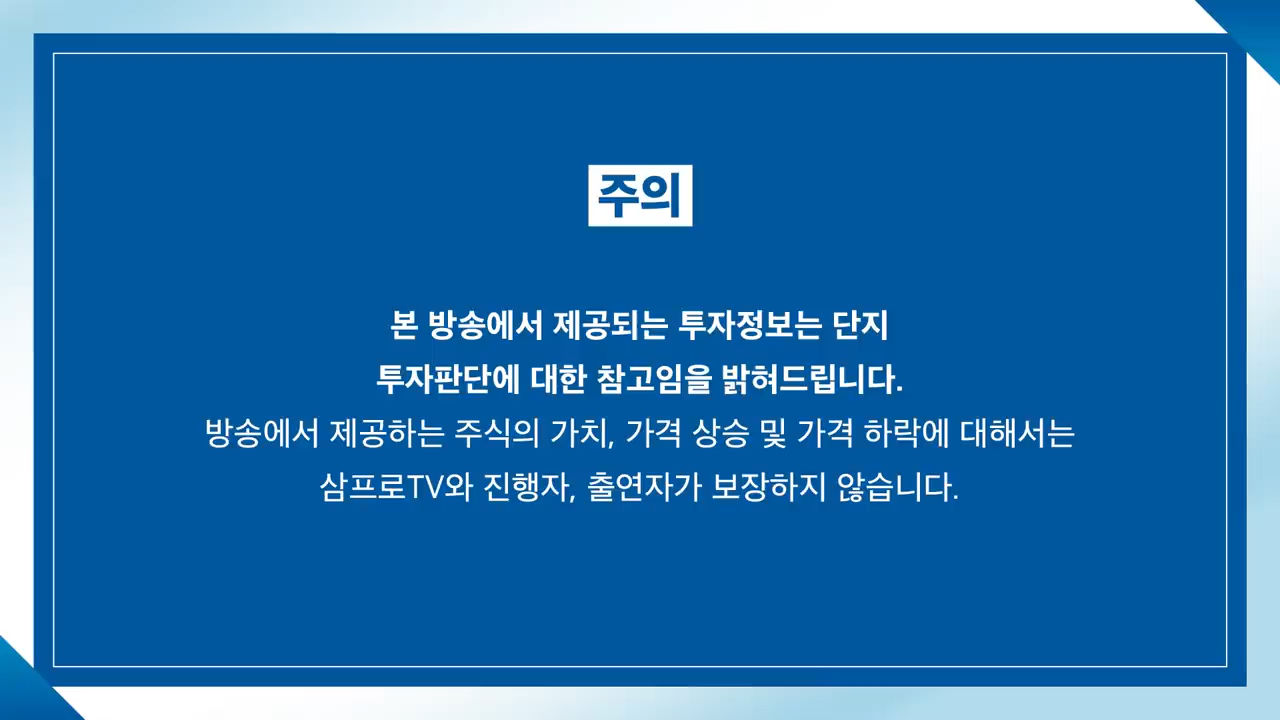 주의
본 방송에서 제공되는 투자정보는 단지
투자판단에 대한 참고임을 밝혀드립니다.
방송에서 제공하는 주식의 가치, 가격 상승 및 가격 하락에 대해서는
삼프로TV와 진행자, 출연자가 보장하지 않습니다.